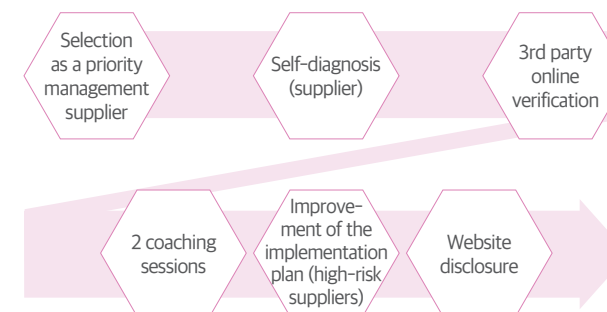 Selection
as a priority
management
supplier
Self-diagnosis
(supplier)
3rd party
online
verification
2 coaching
sessions
Improve-
ment of the
implementation
plan (high-risk
suppliers)
Website
disclosure